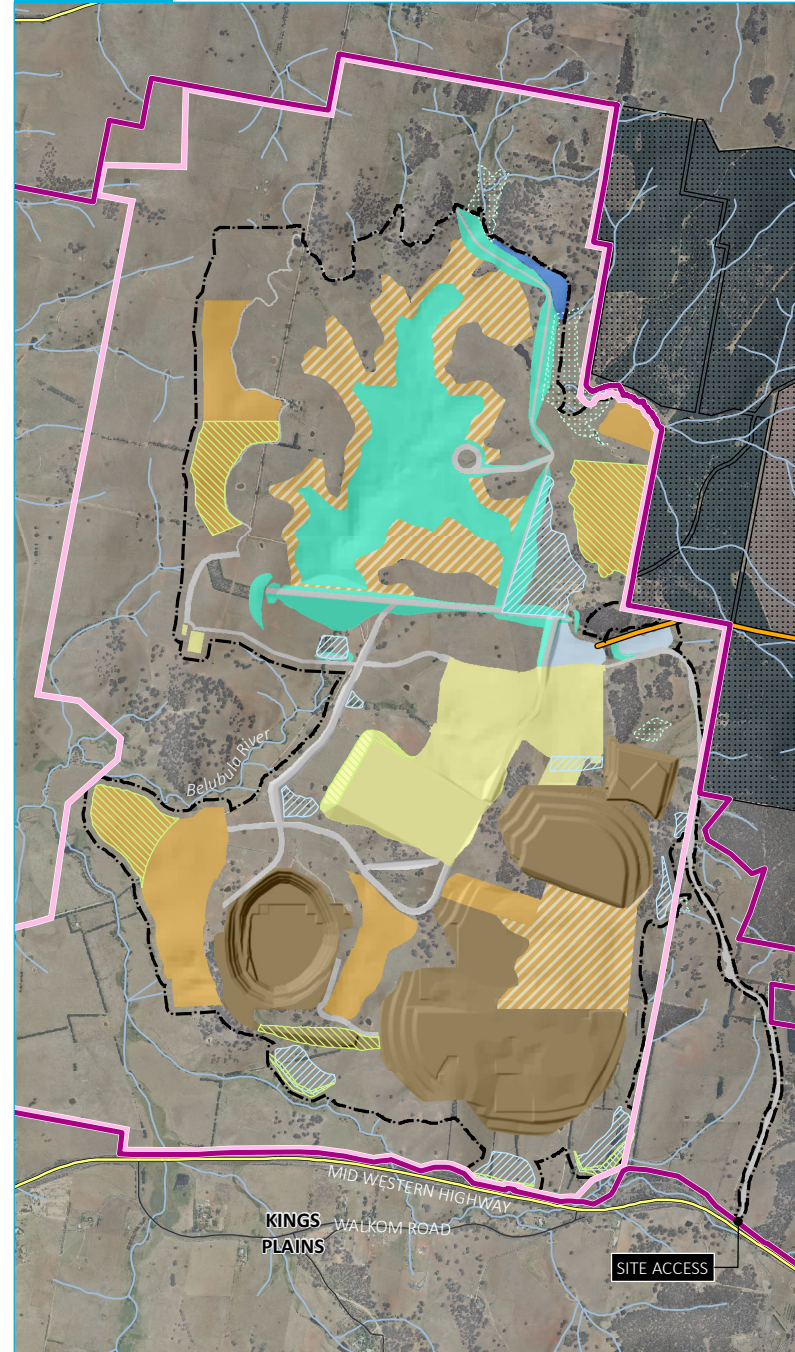 Belubula River
MID WESTERN HIGHWAY
KINGS
PLAINS
WALKOM ROAD
SITE ACCESS